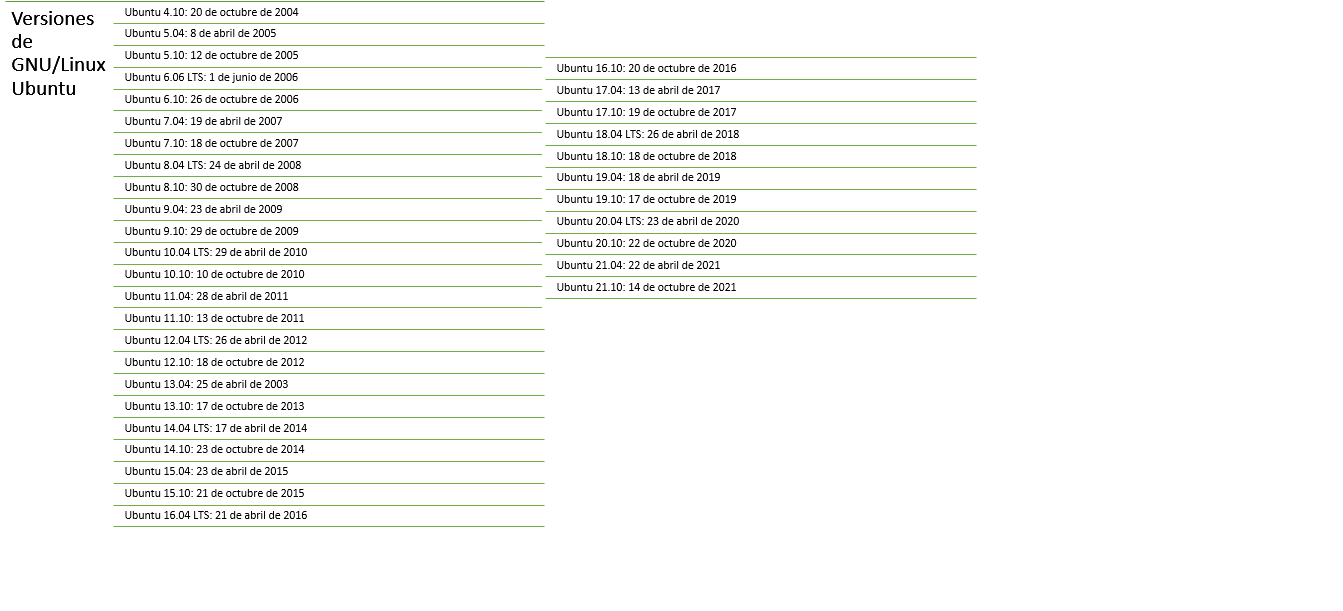 Versiones
de
GNU/Linux
Ubuntu
Ubuntu 4.10: 20 de octubre de 2004
Ubuntu 5.04: 8 de abril de 2005
Ubuntu 5.10: 12 de octubre de 2005
Ubuntu 6.06 LTS: 1 de junio de 2006
Ubuntu 6.10: 26 de octubre de 2006
Ubuntu 7.04: 19 de abril de 2007
Ubuntu 7.10: 18 de octubre de 2007
Ubuntu 8.04 LTS: 24 de abril de 2008
Ubuntu 8.10: 30 de octubre de 2008
Ubuntu 9.04: 23 de abril de 2009
Ubuntu 9.10: 29 de octubre de 2009
Ubuntu 10.04 LTS: 29 de abril de 2010
Ubuntu 10.10: 10 de octubre de 2010
Ubuntu 11.04: 28 de abril de 2011
Ubuntu 11.10: 13 de octubre de 2011
Ubuntu 12.04 LTS: 26 de abril de 2012
Ubuntu 12.10: 18 de octubre de 2012
Ubuntu 13.04: 25 de abril de 2003
Ubuntu 13.10: 17 de octubre de 2013
Ubuntu 14.04 LTS: 17 de abril de 2014
Ubuntu 14.10: 23 de octubre de 2014
Ubuntu 15.04: 23 de abril de 2015
Ubuntu 15.10: 21 de octubre de 2015
Ubuntu 16.04 LTS: 21 de abril de 2016
Ubuntu 16.10: 20 de octubre de 2016
Ubuntu 17.04: 13 de abril de 2017
Ubuntu 17.10: 19 de octubre de 2017
Ubuntu 18.04 LTS: 26 de abril de 2018
Ubuntu 18.10: 18 de octubre de 2018
Ubuntu 19.04: 18 de abril de 2019
Ubuntu 19.10: 17 de octubre de 2019
Ubuntu 20.04 LTS: 23 de abril de 2020
Ubuntu 20.10: 22 de octubre de 2020
Ubuntu 21.04: 22 de abril de 2021
Ubuntu 21.10: 14 de octubre de 2021